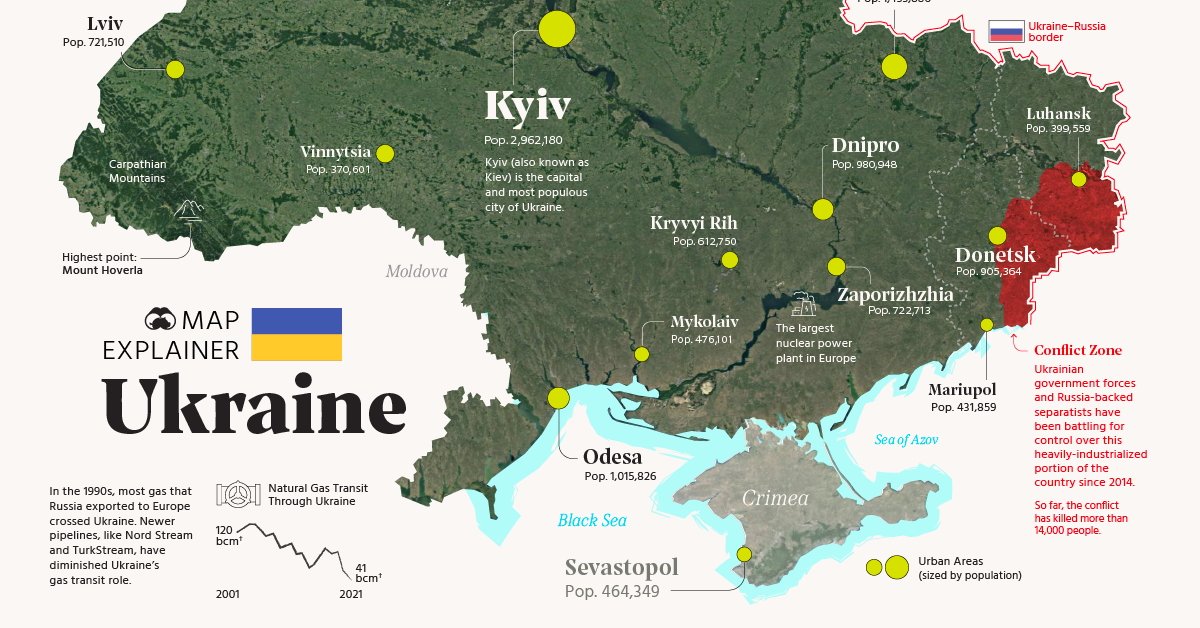 Lviv
Pop. 721,510
Ukraine–Russia
border
Kyiv
Pop. 2,962,180
Kyiv (also known as
Kiev) is the capital
and most populous
city of Ukraine.
Luhansk
Pop. 399,559
Dnipro
Pop. 980,948
Vinnytsia
Pop. 370,601
Carpathian
Mountains
Kryvyi Rih
Pop. 612,750
Donetsk
Pop. 905,364
Highest point:
Mount Hoverla
Moldova
Zaporizhzhia
Pop. 722,713
MAP
EXPLAINER
Ukraine
Mykolaiv
Pop. 476,101
The largest
nuclear power
plant in Europe
Conflict Zone
Ukrainian
government forces
and Russia-backed
separatists have
been battling for
control over this
heavily-industrialized
portion of the
country since 2014.
So far, the conflict
has killed more than
14,000 people.
Mariupol
Pop. 431,859
Sea of Azov
Odesa
Pop. 1,015,826
Crimea
Black Sea
In the 1990s, most gas that
Russia exported to Europe
crossed Ukraine. Newer
pipelines, like Nord Stream
and TurkStream, have
diminished Ukraine's
gas transit role.
Natural Gas Transit
Through Ukraine
120
bcm†
41
bcm†
2001
2021
Sevastopol
Pop. 464,349
Urban Areas
(sized by population)